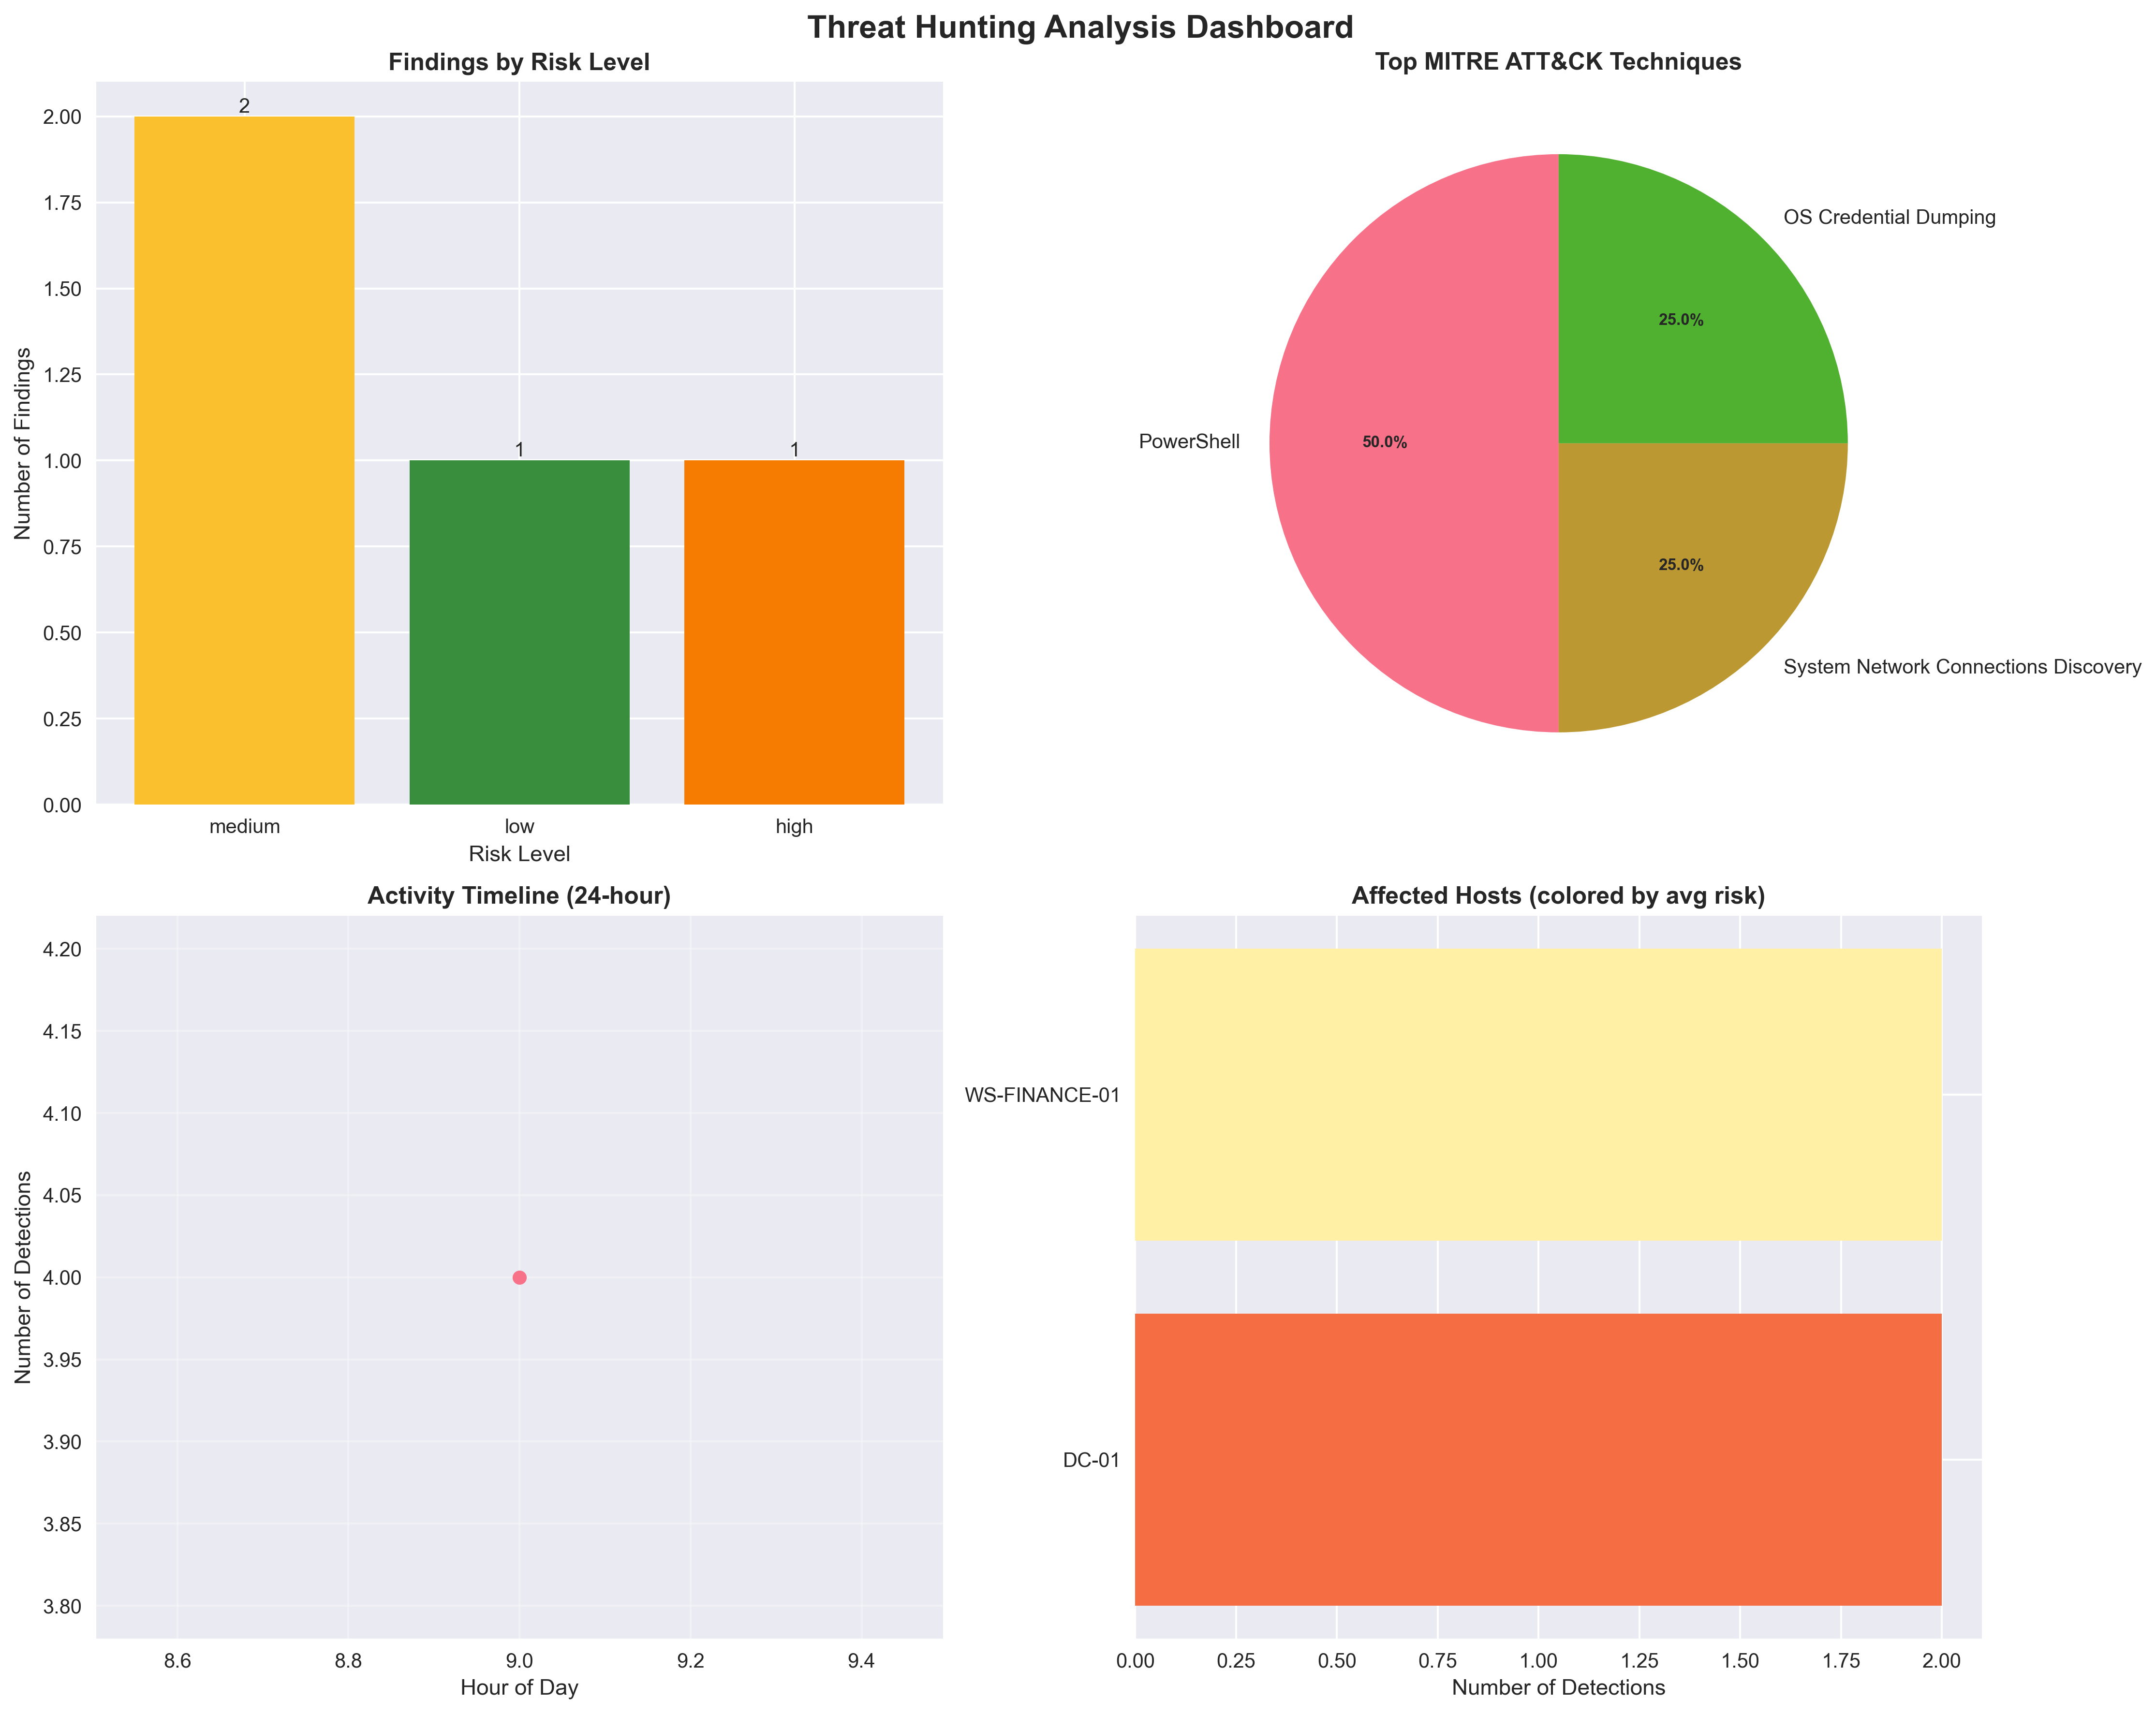 Threat Hunting Analysis Dashboard
Findings by Risk Level
2
1
1
2.00
1.75
1.50
1.25
1.00
0.75
0.50
0.25
0.00
Number of Findings
medium
low
high
Risk Level
Top MITRE ATT&CK Techniques
OS Credential Dumping
25.0%
PowerShell
50.0%
25.0%
System Network Connections Discovery
Activity Timeline (24-hour)
4.20
4.15
4.10
4.05
4.00
3.95
3.90
3.85
3.80
Number of Detections
8.6
8.8
9.0
9.2
9.4
Hour of Day
Affected Hosts (colored by avg risk)
WS-FINANCE-01
DC-01
0.00
0.25
0.50
0.75
1.00
1.25
1.50
1.75
2.00
Number of Detections